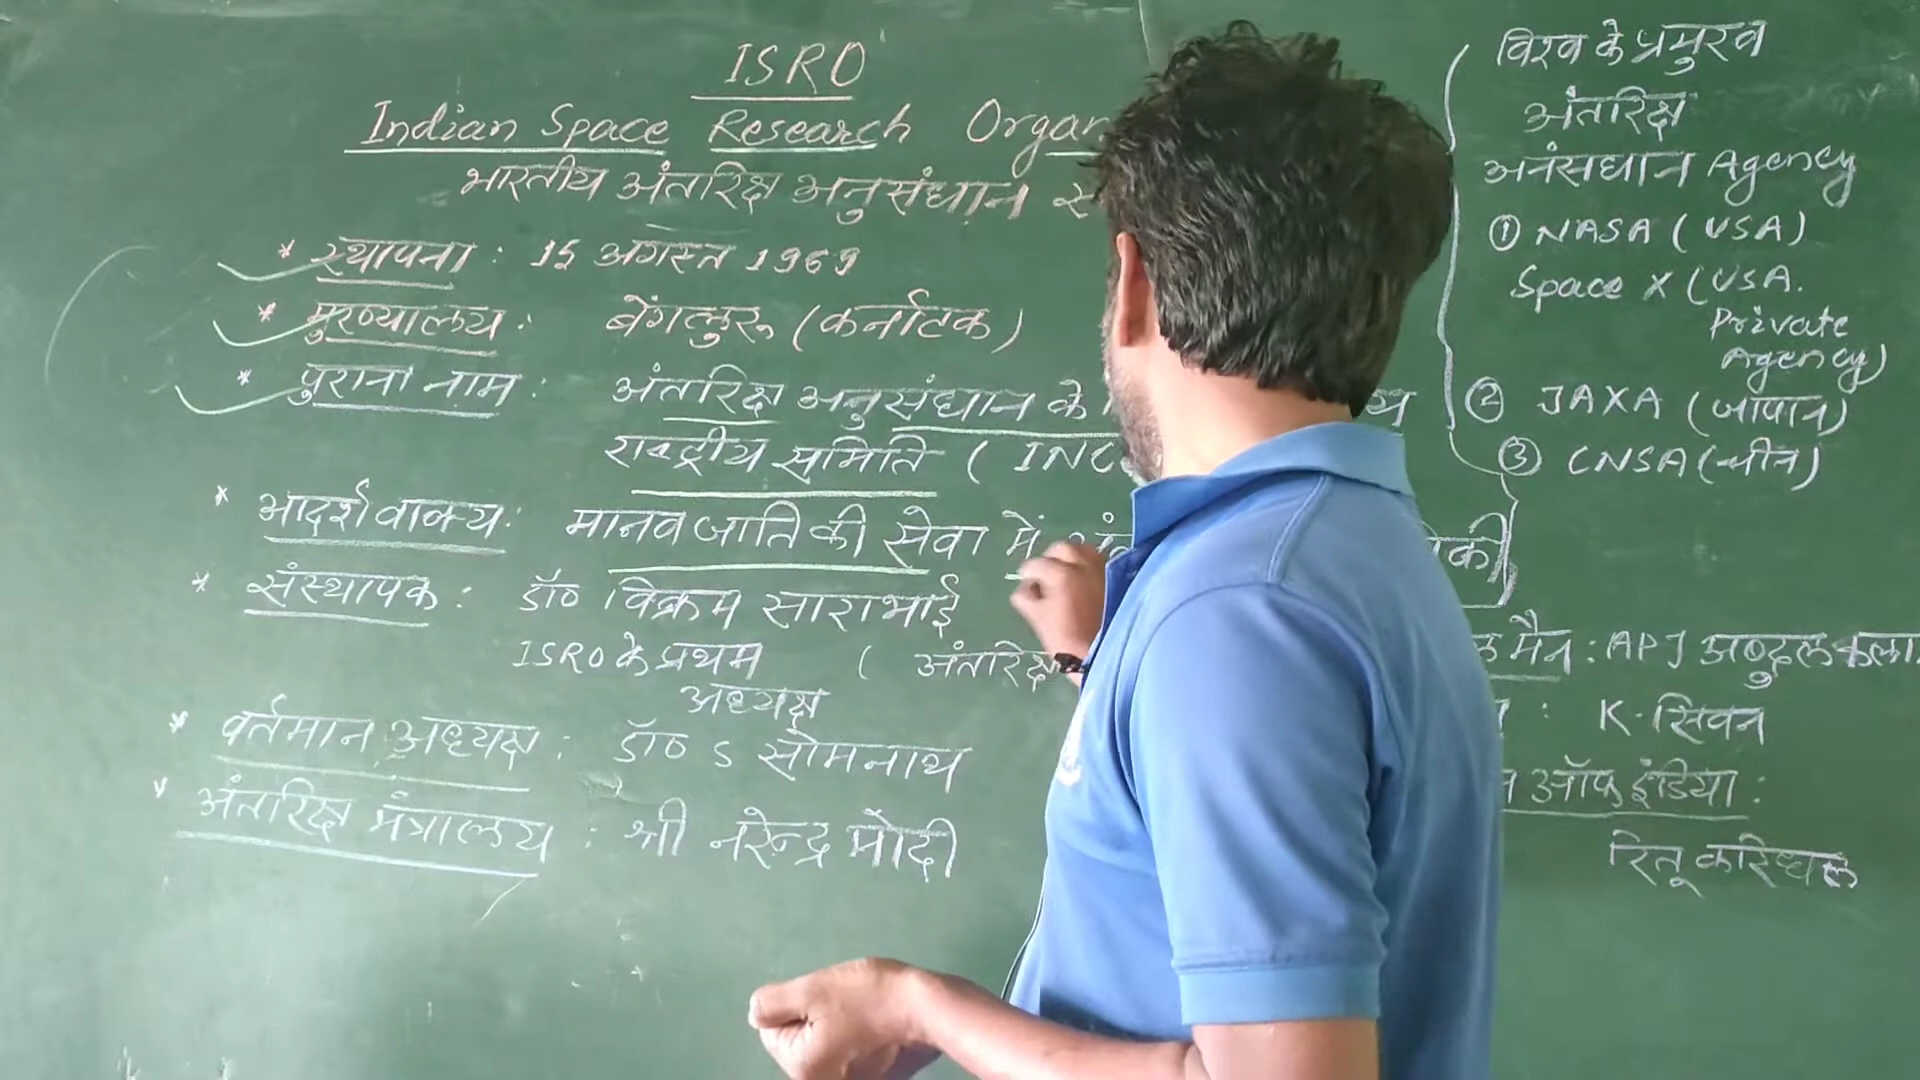 ISRO
Indian Space Research Organ
भारतीय अंतरिक्ष अनुसंधान स
* स्थापना : 15 अगस्त 1969
* मुख्यालय : बेंगलुरू (कर्नाटक)
* पुराना नाम : अंतरिक्ष अनुसंधान के
राष्ट्रीय समिति ( INC
* आदर्श वाक्य : मानव जाति की सेवा में अंत
* संस्थापक : डॉ० विक्रम साराभाई
ISRO के प्रथम ( अंतरिक्ष
अध्यक्ष
* वर्तमान अध्यक्ष : डॉ० S सोमनाथ
* अंतरिक्ष मंत्रालय : श्री नरेन्द्र मोदी
विश्व के प्रमुख
अंतरिक्ष
अनंसधान Agency
① NASA ( USA )
Space X ( USA.
Private
Agency)
② JAXA (जापान)
③ CNSA (चीन)
मैन : APJ अब्दुल कला
: K. सिवन
ऑफ इंडिया :
रितू करिधल